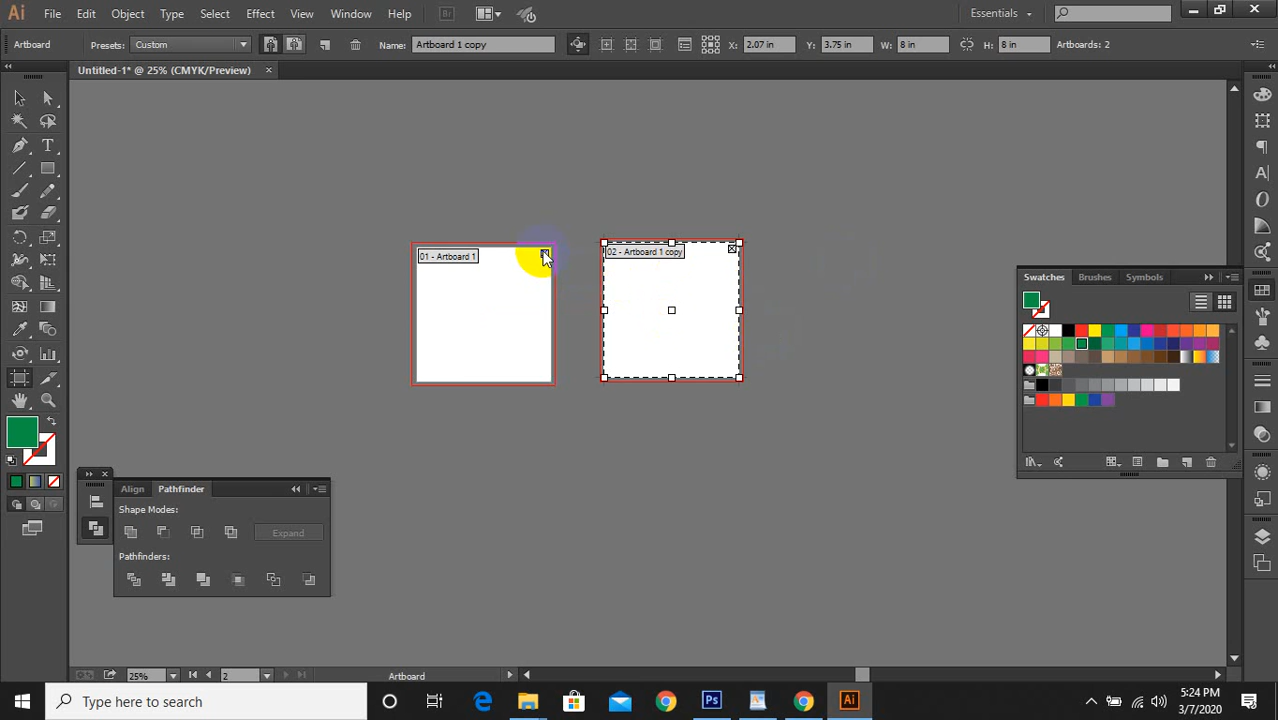 Ai File Edit Object Type Select Effect View Window Help Br Essentials
Artboard Presets: Custom Name: Artboard 1 copy X: 2.07 in Y: 3.75 in W: 8 in H: 8 in Artboards: 2
Untitled-1* @ 25% (CMYK/Preview)
01 - Artboard 1
02 - Artboard 1 copy
Swatches Brushes Symbols
Align Pathfinder
Shape Modes:
Expand
Pathfinders:
25% 2 Artboard
Type here to search
Ps
Ai
5:24 PM
3/7/2020